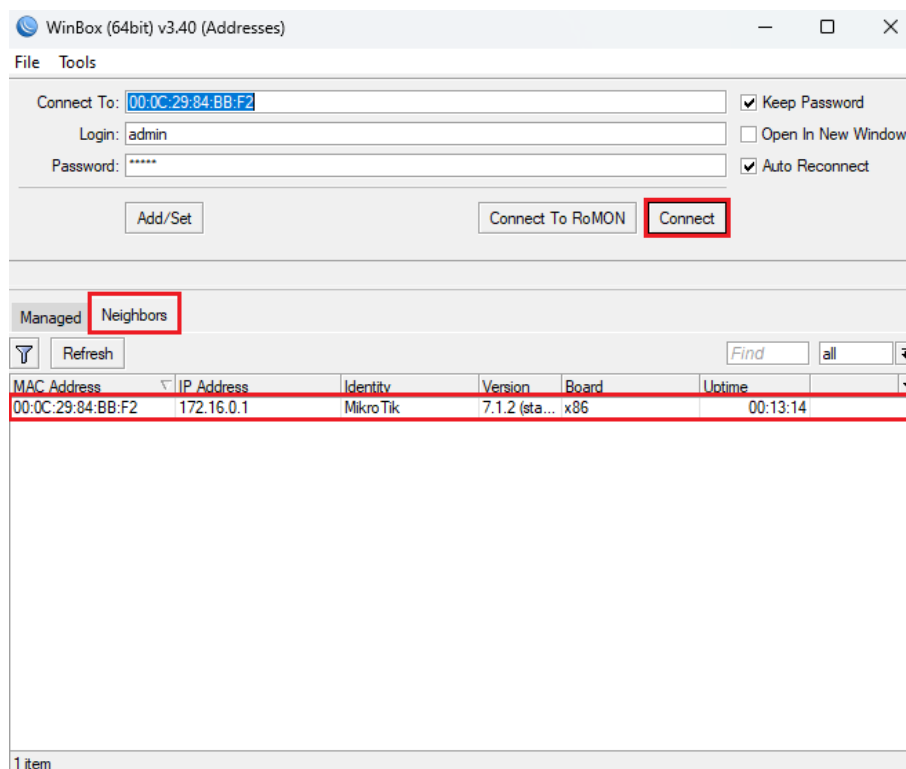 WinBox (64bit) v3.40 (Addresses)
File Tools
Connect To: 00:0C:29:84:BB:F2 Keep Password
Login: admin Open In New Window
Password: ***** Auto Reconnect
Add/Set Connect To RoMON Connect
Managed Neighbors
Refresh Find all
MAC Address IP Address Identity Version Board Uptime
00:0C:29:84:BB:F2 172.16.0.1 MikroTik 7.1.2 (sta... x86 00:13:14
1 item